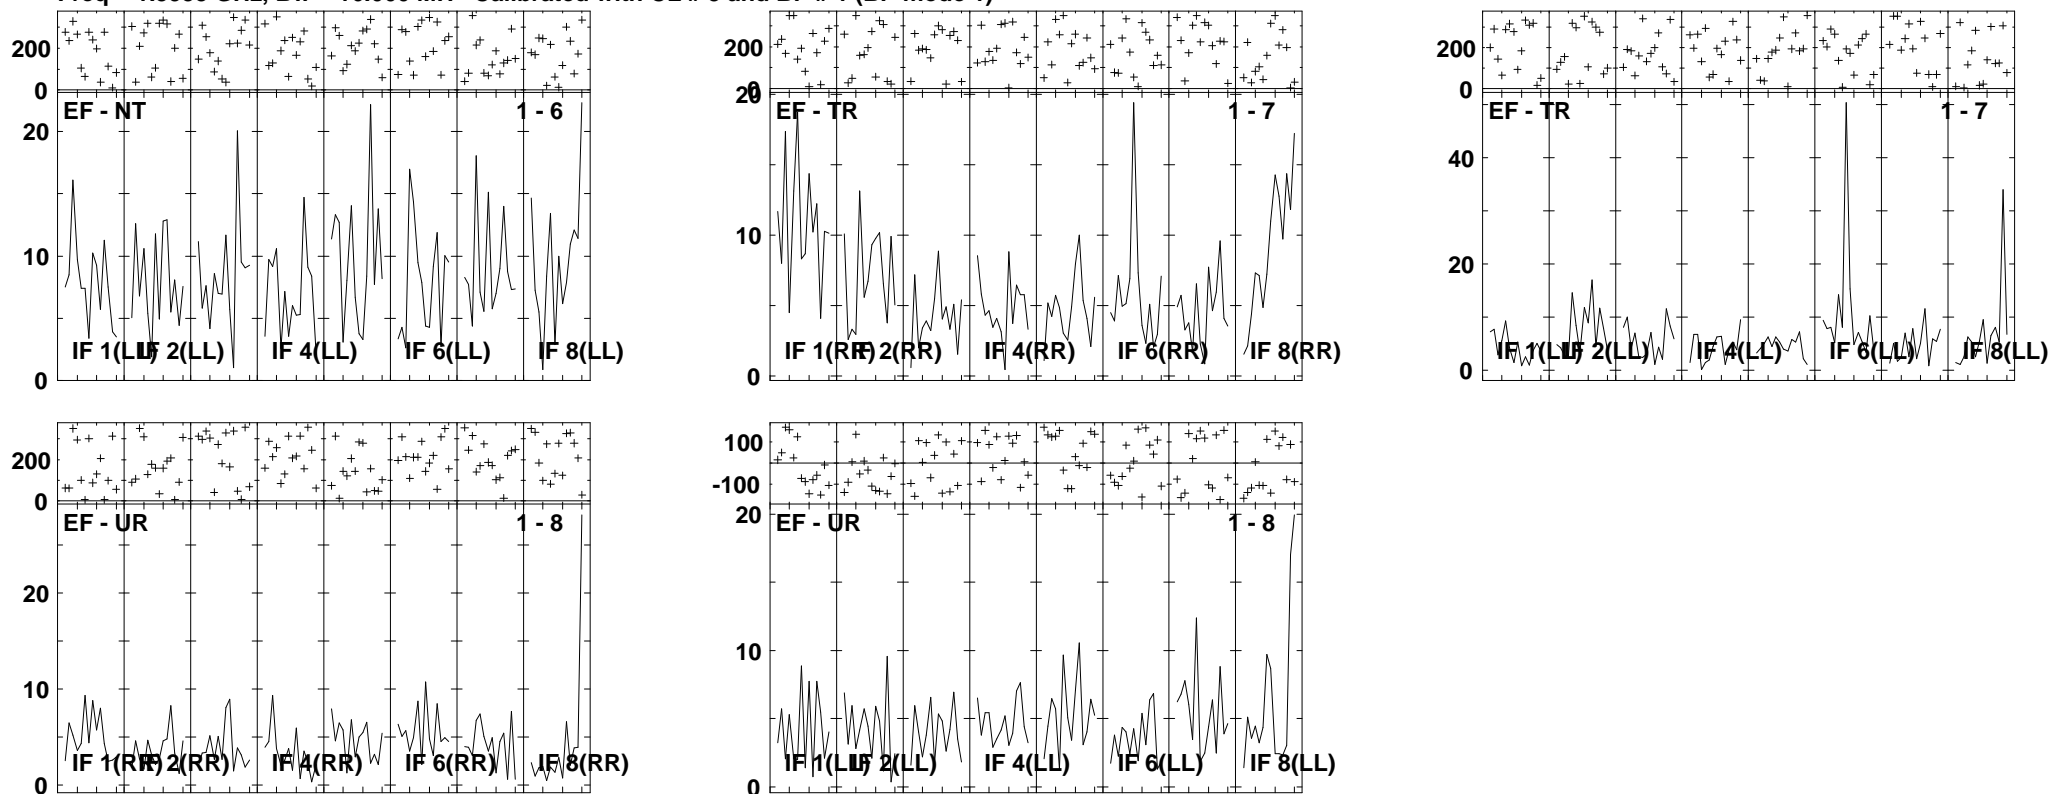 200
0
EF - NT
1 - 6
20
10
0
IF 1(LL)
IF 2(LL)
IF 4(LL)
IF 6(LL)
IF 8(LL)
200
0
20
EF - TR
1 - 7
10
0
IF 1(RR)
IF 2(RR)
IF 4(RR)
IF 6(RR)
IF 8(RR)
200
0
EF - TR
1 - 7
40
20
0
IF 1(LL)
IF 2(LL)
IF 4(LL)
IF 6(LL)
IF 8(LL)
200
0
EF - UR
1 - 8
20
10
0
IF 1(RR)
IF 2(RR)
IF 4(RR)
IF 6(RR)
IF 8(RR)
100
-100
20
EF - UR
1 - 8
10
0
IF 1(LL)
IF 2(LL)
IF 4(LL)
IF 6(LL)
IF 8(LL)